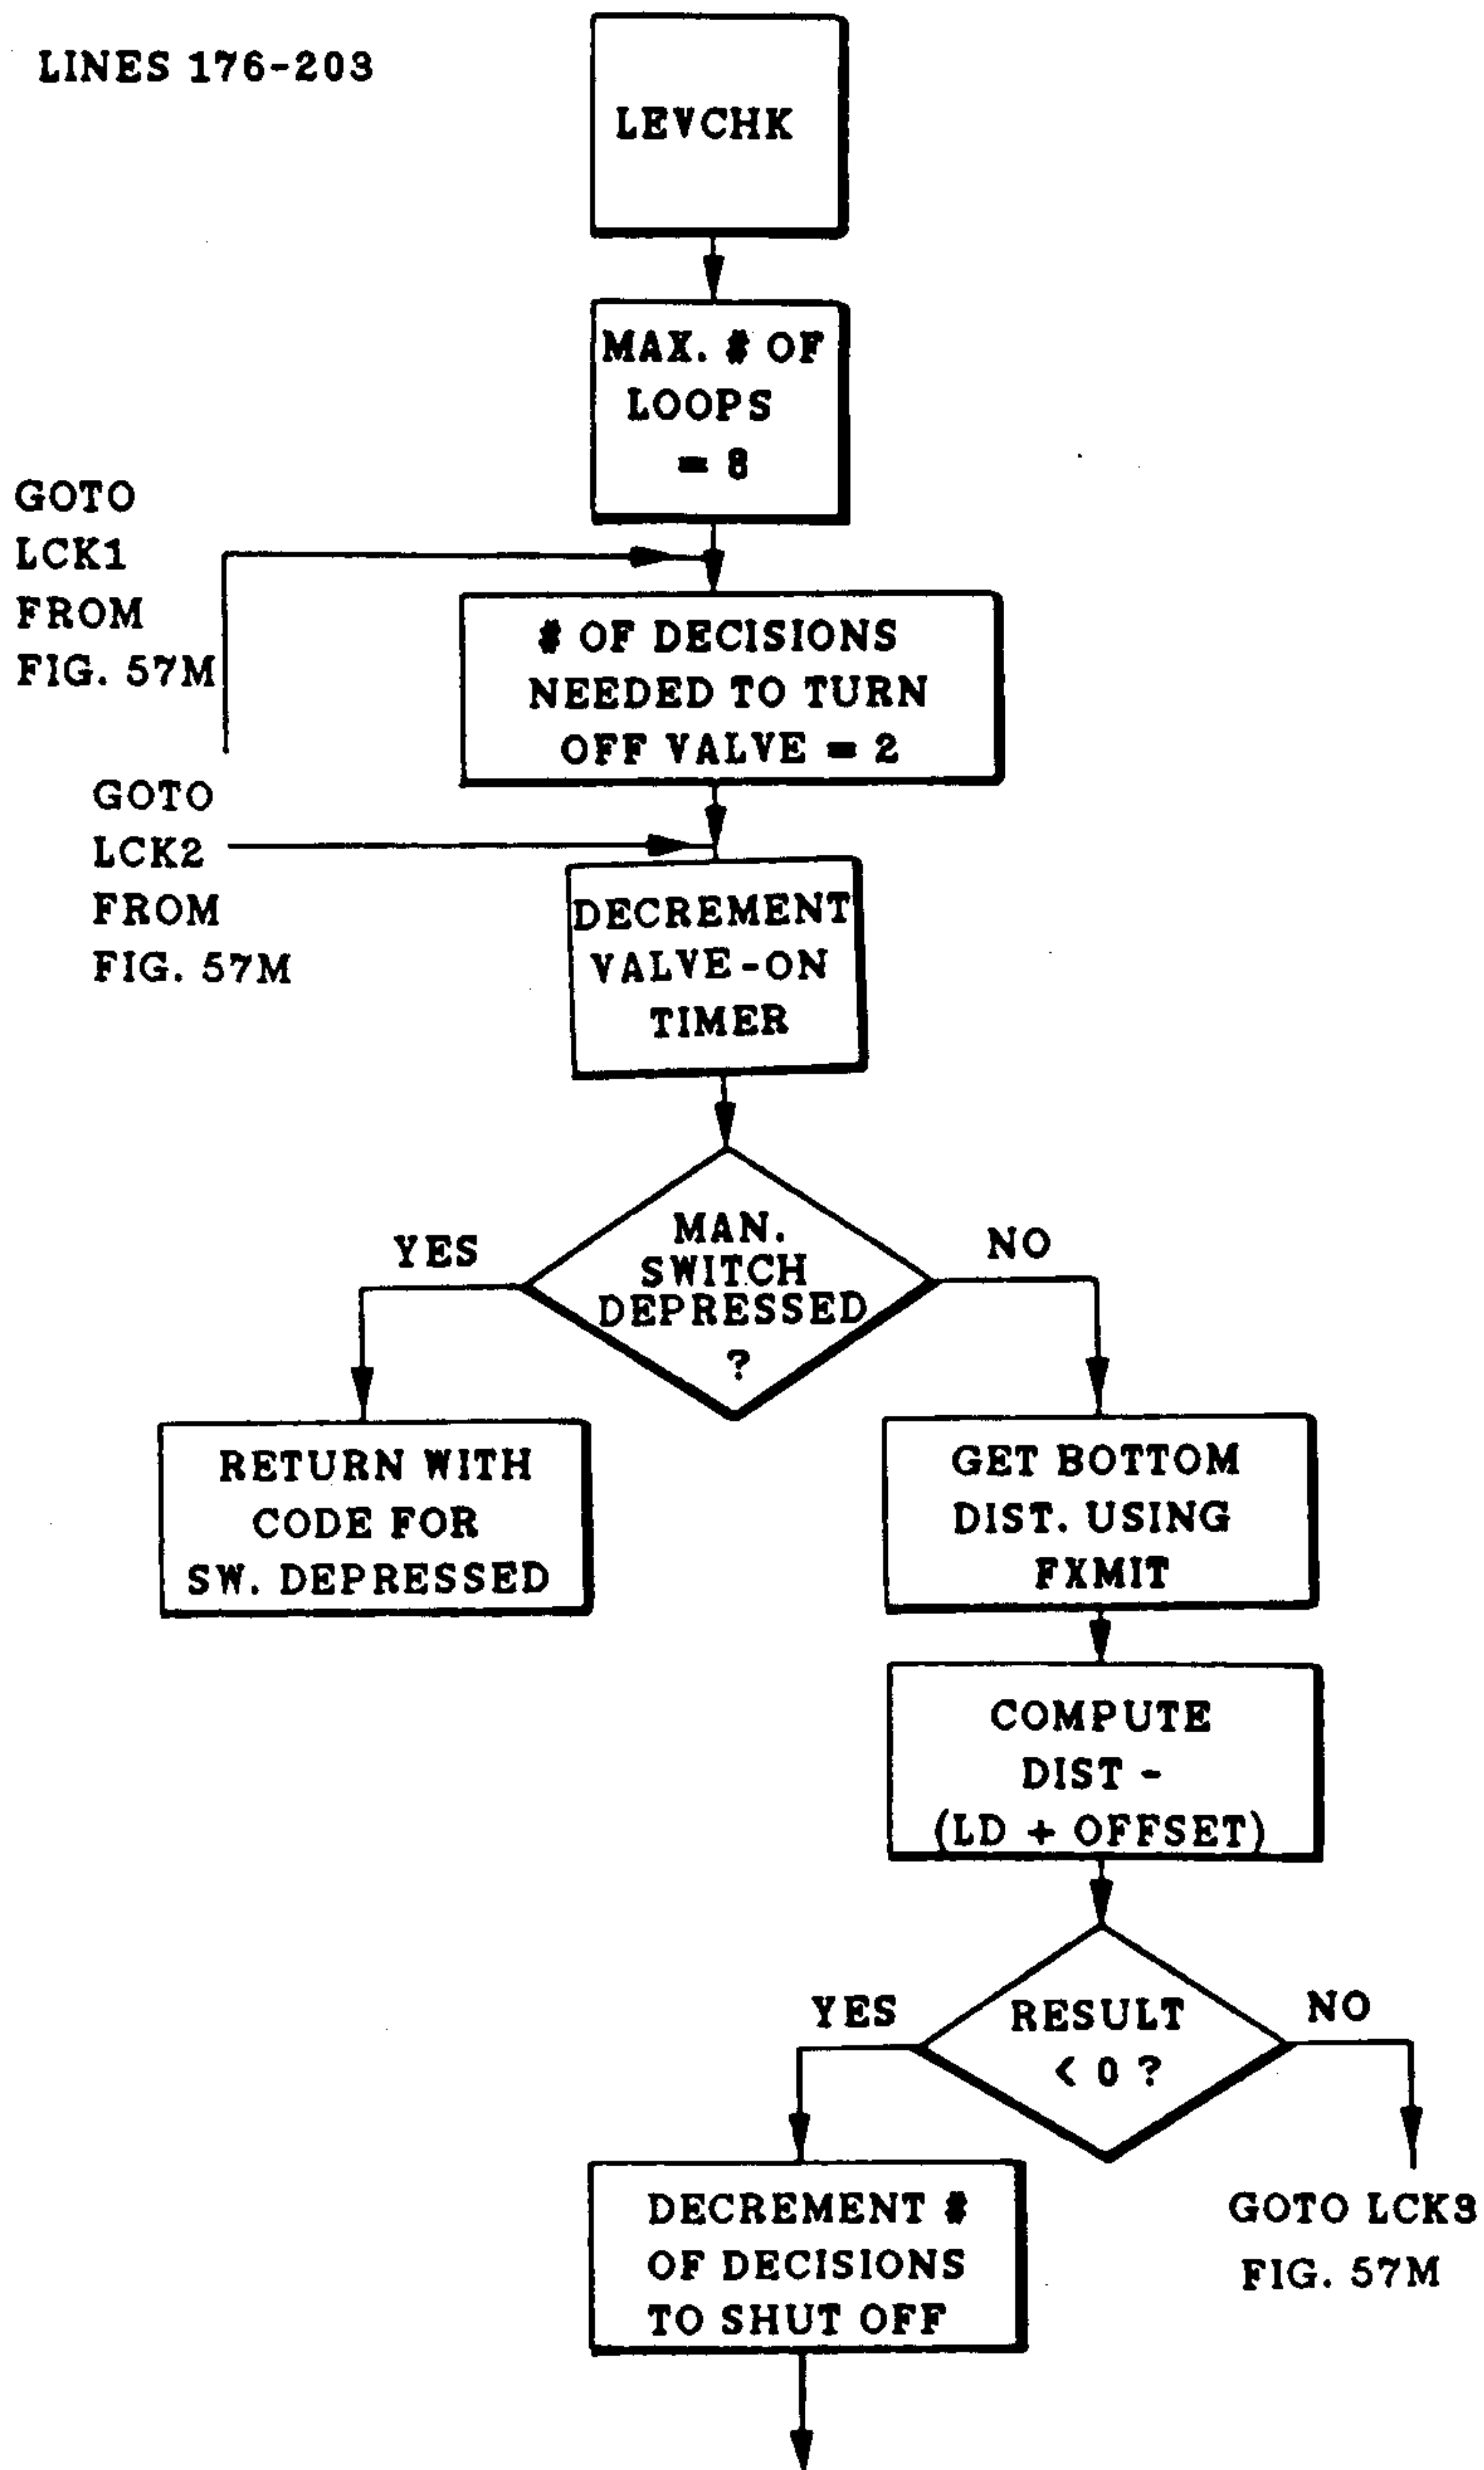 LINES 176-203
LEVCHK
MAX. # OF
LOOPS
= 8
GOTO
LCK1
FROM
FIG. 57M
# OF DECISIONS
NEEDED TO TURN
OFF VALVE = 2
GOTO
LCK2
FROM
FIG. 57M
DECREMENT
VALVE-ON
TIMER
YES
MAN.
SWITCH
DEPRESSED
?
NO
RETURN WITH
CODE FOR
SW. DEPRESSED
GET BOTTOM
DIST. USING
FXMIT
COMPUTE
DIST -
(LD + OFFSET)
YES
RESULT
< 0 ?
NO
DECREMENT #
OF DECISIONS
TO SHUT OFF
GOTO LCK3
FIG. 57M